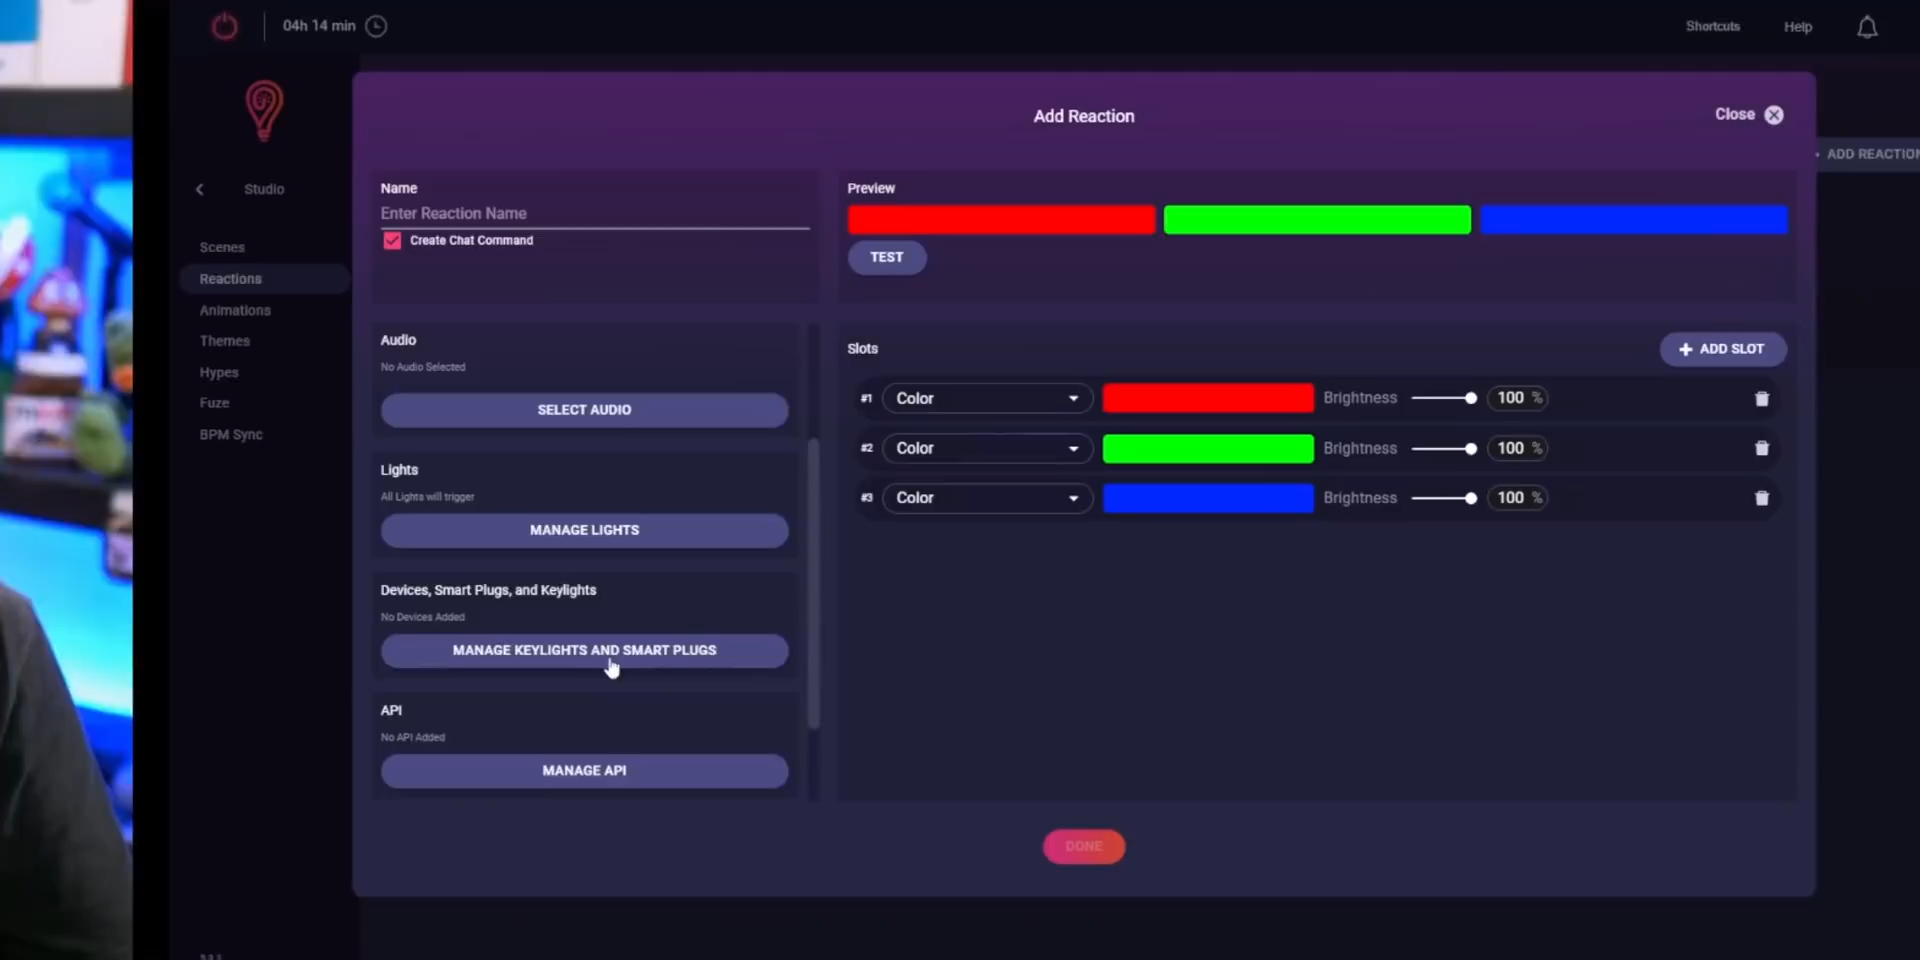 04h 14 min
Shortcuts
Help
Studio
Scenes
Reactions
Animations
Themes
Hypes
Fuze
BPM Sync
Add Reaction
Close
ADD REACTION
Name
Enter Reaction Name
Create Chat Command
Preview
TEST
Audio
No Audio Selected
SELECT AUDIO
Lights
All Lights will trigger
MANAGE LIGHTS
Devices, Smart Plugs, and Keylights
No Devices Added
MANAGE KEYLIGHTS AND SMART PLUGS
API
No API Added
MANAGE API
Slots
+ ADD SLOT
#1 Color Brightness 100 %
#2 Color Brightness 100 %
#3 Color Brightness 100 %
DONE